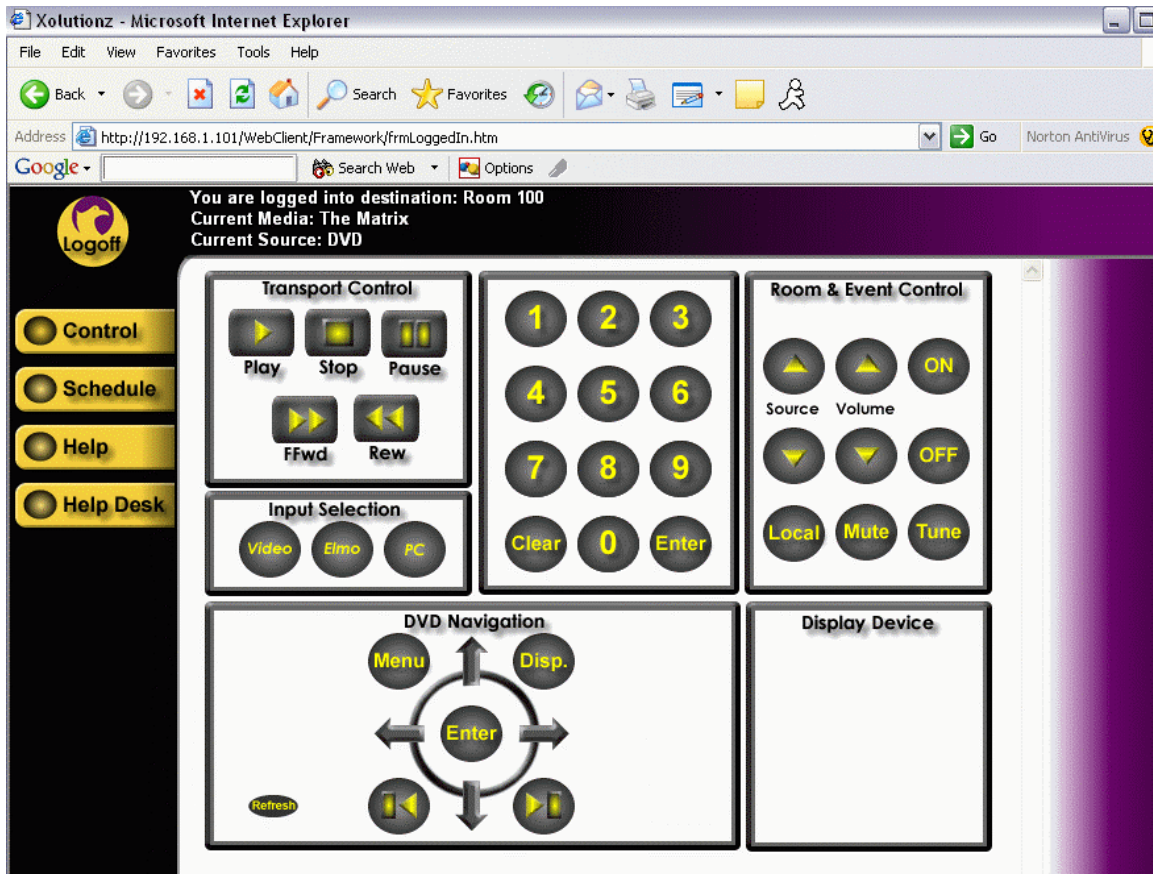 Xolutionz - Microsoft Internet Explorer
File Edit View Favorites Tools Help
Back Search Favorites
Address http://192.168.1.101/WebClient/Framework/frmLoggedIn.htm Go Norton AntiVirus
Google Search Web Options
You are logged into destination: Room 100
Current Media: The Matrix
Current Source: DVD
Logoff
Control
Schedule
Help
Help Desk
Transport Control
Play Stop Pause
FFwd Rew
Input Selection
Video Elmo PC
1 2 3
4 5 6
7 8 9
Clear 0 Enter
Room & Event Control
ON
Source Volume
OFF
Local Mute Tune
DVD Navigation
Menu Disp.
Enter
Refresh
Display Device